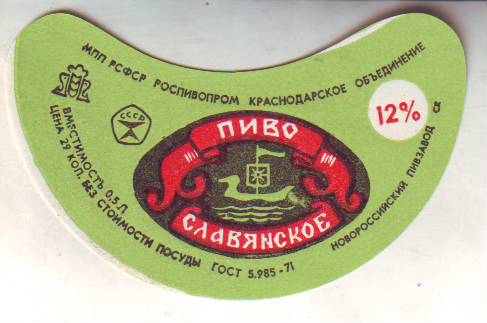 МПП РСФСР РОСПИВОПРОМ КРАСНОДАРСКОЕ ОБЪЕДИНЕНИЕ
СССР
ПИВО
СЛАВЯНСКОЕ
12%
ВМЕСТИМОСТЬ 0,5 Л
ЦЕНА 29 КОП. БЕЗ СТОИМОСТИ ПОСУДЫ
ГОСТ 5.985-71
НОВОРОССИЙСКИЙ ПИВЗАВОД